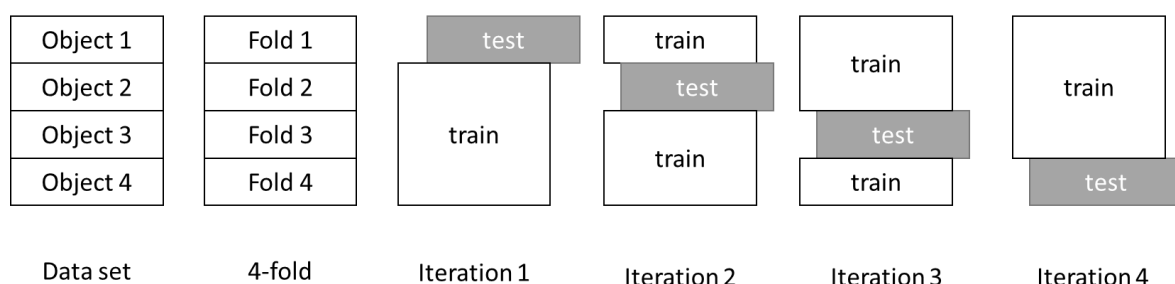 Object 1
Object 2
Object 3
Object 4
Data set
Fold 1
Fold 2
Fold 3
Fold 4
4-fold
test
train
Iteration 1
train
test
train
Iteration 2
train
test
train
Iteration 3
train
test
Iteration 4